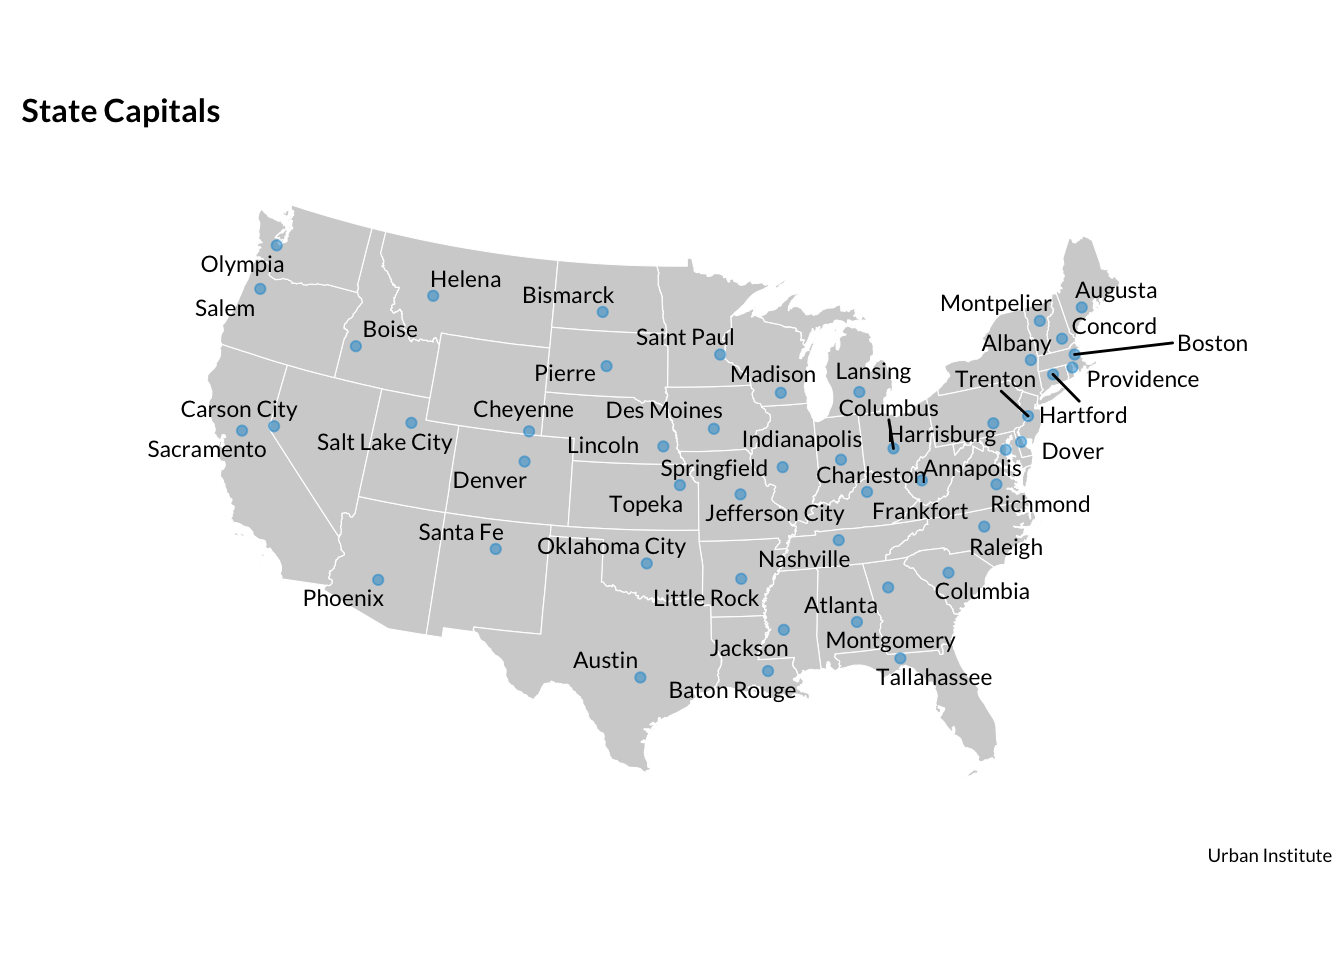 State Capitals
Olympia
Helena
Augusta
Bismarck
Montpelier
Salem
Concord
Boise
Saint Paul
Albany
Boston
Lansing
Pierre
Madison
Trenton
Providence
Carson City
Cheyenne
Des Moines
Columbus
Hartford
Harrisburg
Salt Lake City
Lincoln
Indianapolis
Sacramento
Dover
Springfield
Annapolis
Denver
Charleston
Topeka
Richmond
Jefferson City
Frankfort
Santa Fe
Oklahoma City
Raleigh
Nashville
Columbia
Phoenix
Little Rock
Atlanta
Montgomery
Jackson
Austin
Tallahassee
Baton Rouge
Urban Institute